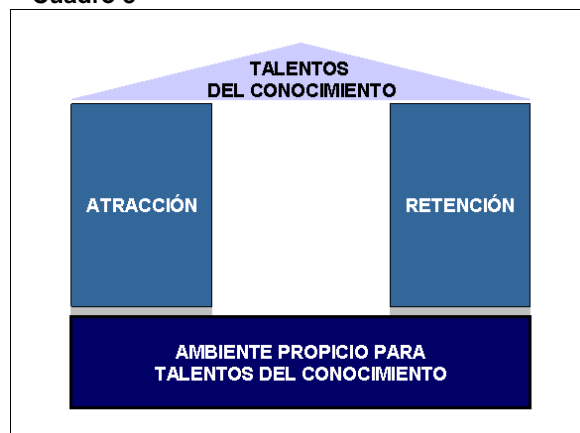 TALENTOS
DEL CONOCIMIENTO
ATRACCIÓN
RETENCIÓN
AMBIENTE PROPICIO PARA
TALENTOS DEL CONOCIMIENTO